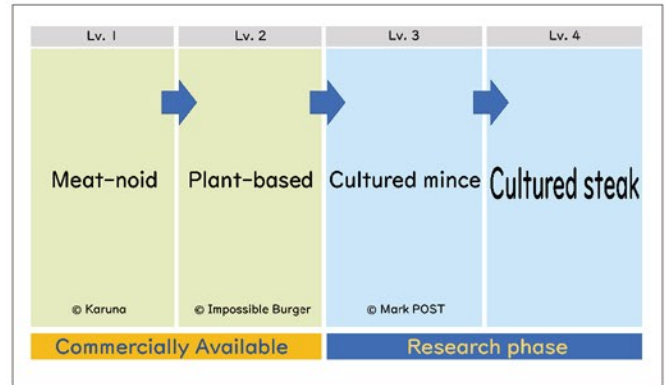 Lv. 1 Lv. 2 Lv. 3 Lv. 4
Meat-noid Plant-based Cultured mince Cultured steak
© Karuna © Impossible Burger © Mark POST
Commercially Available Research phase